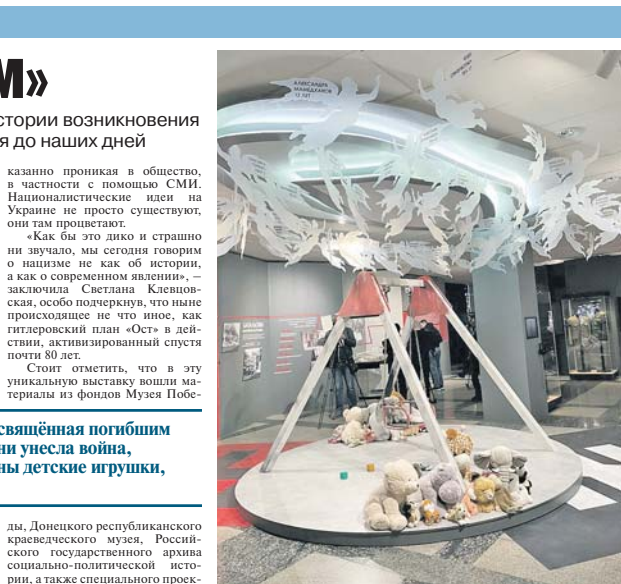 М»
стории возникновения
я до наших дней
казанно проникая в общество,
в частности с помощью СМИ.
Националистические идеи на
Украине не просто существуют,
они там процветают.
«Как бы это дико и страшно
ни звучало, мы сегодня говорим
о нацизме не как об истории,
а как о современном явлении», –
заключила Светлана Клевцов-
ская, особо подчеркнув, что ныне
происходящее не что иное, как
гитлеровский план «Ост» в дей-
ствии, активизированный спустя
почти 80 лет.
Стоит отметить, что в эту
уникальную выставку вошли ма-
териалы из фондов Музея Побе-
свящённая погибшим
ни унесла война,
ны детские игрушки,
ды, Донецкого республиканского
краеведческого музея, Россий-
ского государственного архива
социально-политической исто-
рии, а также специального проек-
АЛЕКСАНДРА